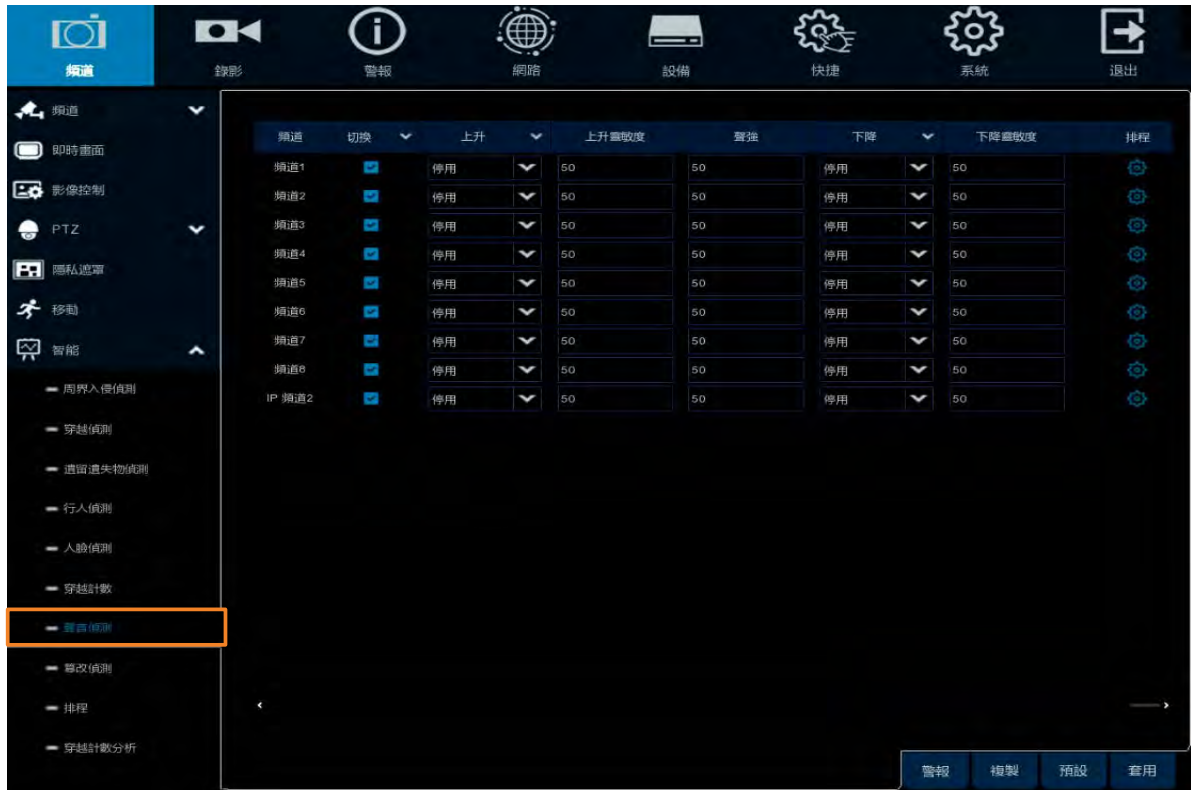 頻道 錄影 警報 網路 設備 快捷 系統 退出
頻道
即時畫面
影像控制
PTZ
隱私遮罩
移動
智能
周界入侵偵測
穿越偵測
遺留遺失物偵測
行人偵測
人臉偵測
穿越計數
聲音偵測
篡改偵測
排程
穿越計數分析
頻道 切換 上升 上升靈敏度 聲強 下降 下降靈敏度 排程
頻道1 停用 50 50 停用 50
頻道2 停用 50 50 停用 50
頻道3 停用 50 50 停用 50
頻道4 停用 50 50 停用 50
頻道5 停用 50 50 停用 50
頻道6 停用 50 50 停用 50
頻道7 停用 50 50 停用 50
頻道8 停用 50 50 停用 50
IP 頻道2 停用 50 50 停用 50
警報 複製 預設 套用